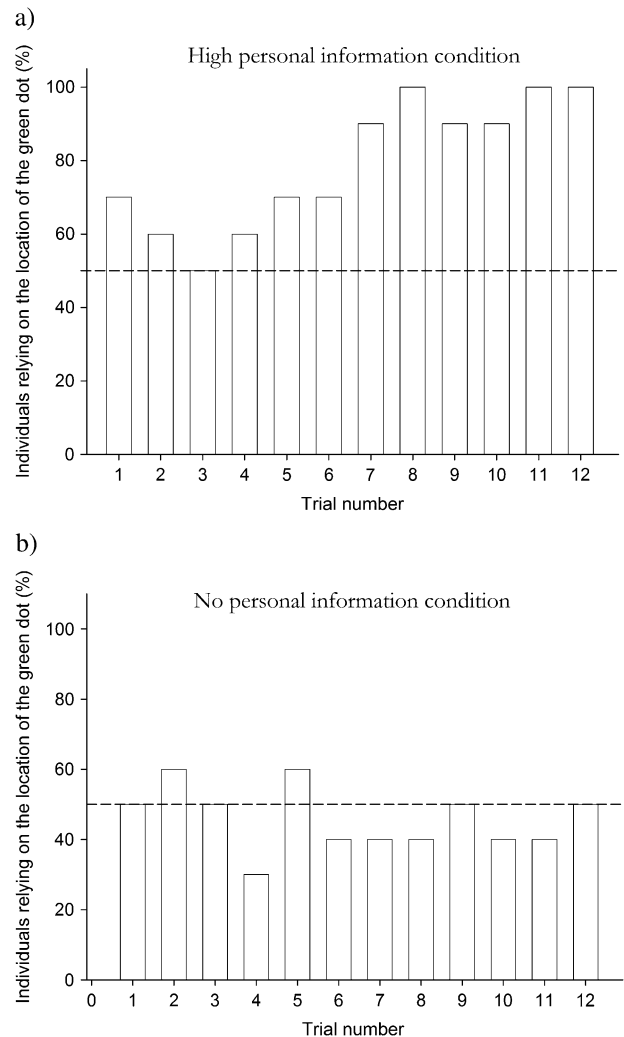 a)
High personal information condition
Individuals relying on the location of the green dot (%)
100
80
60
40
20
0
1 2 3 4 5 6 7 8 9 10 11 12
Trial number
b)
No personal information condition
Individuals relying on the location of the green dot (%)
100
80
60
40
20
0
0 1 2 3 4 5 6 7 8 9 10 11 12
Trial number